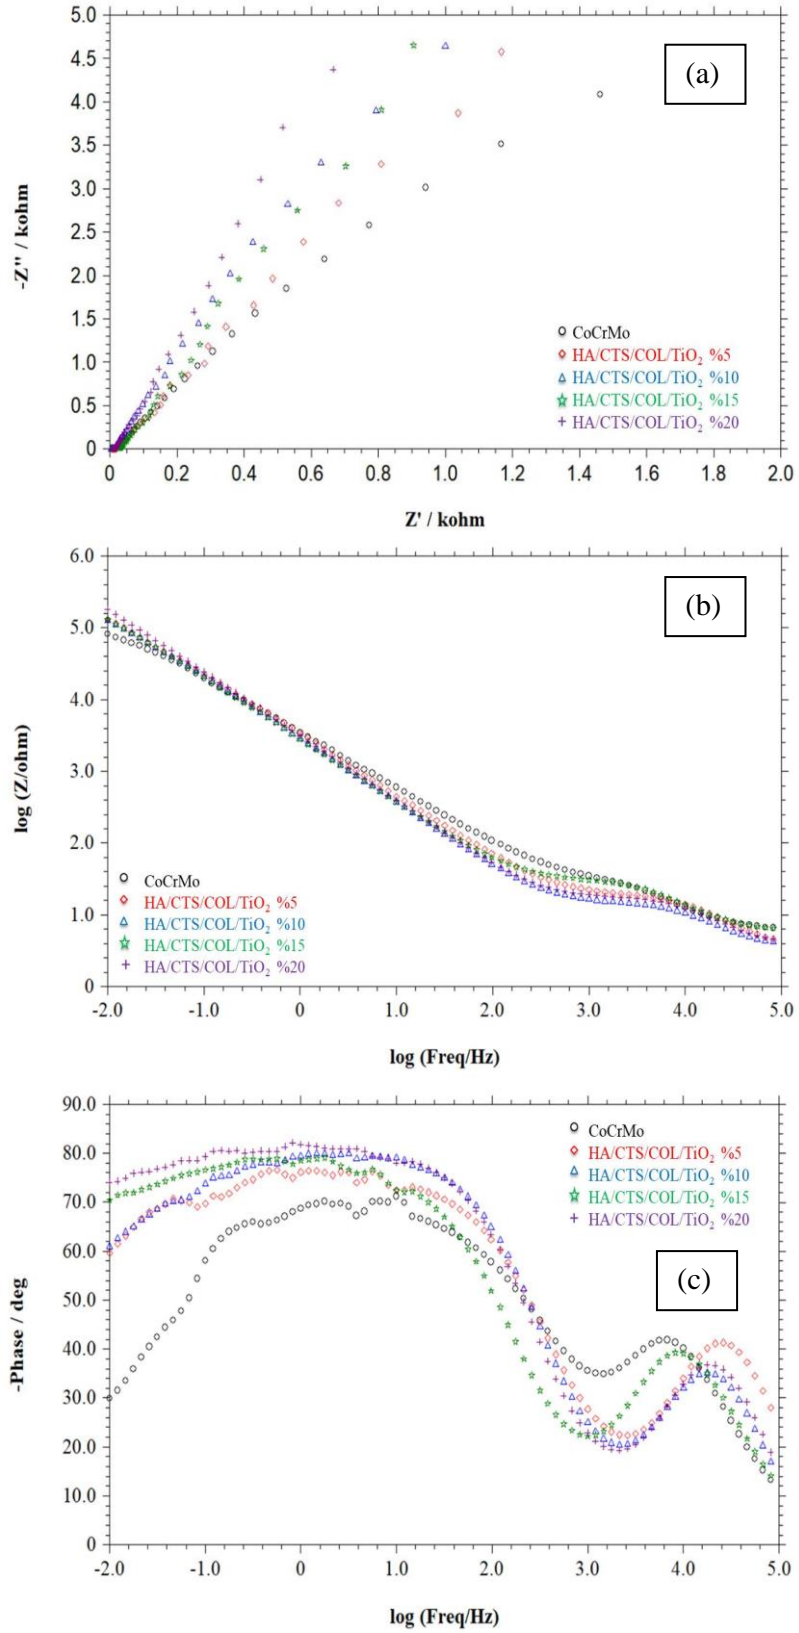 (a)
5.0
4.5
4.0
3.5
3.0
2.5
2.0
1.5
1.0
0.5
0
-Z" / kohm
CoCrMo
HA/CTS/COL/TiO₂ %5
HA/CTS/COL/TiO₂ %10
HA/CTS/COL/TiO₂ %15
HA/CTS/COL/TiO₂ %20
0 0.2 0.4 0.6 0.8 1.0 1.2 1.4 1.6 1.8 2.0
Z' / kohm
(b)
6.0
5.0
4.0
3.0
2.0
1.0
0
log (Z/ohm)
CoCrMo
HA/CTS/COL/TiO₂ %5
HA/CTS/COL/TiO₂ %10
HA/CTS/COL/TiO₂ %15
HA/CTS/COL/TiO₂ %20
-2.0 -1.0 0 1.0 2.0 3.0 4.0 5.0
log (Freq/Hz)
90.0
80.0
70.0
60.0
50.0
40.0
30.0
20.0
10.0
0
-Phase / deg
CoCrMo
HA/CTS/COL/TiO₂ %5
HA/CTS/COL/TiO₂ %10
HA/CTS/COL/TiO₂ %15
HA/CTS/COL/TiO₂ %20
(c)
-2.0 -1.0 0 1.0 2.0 3.0 4.0 5.0
log (Freq/Hz)